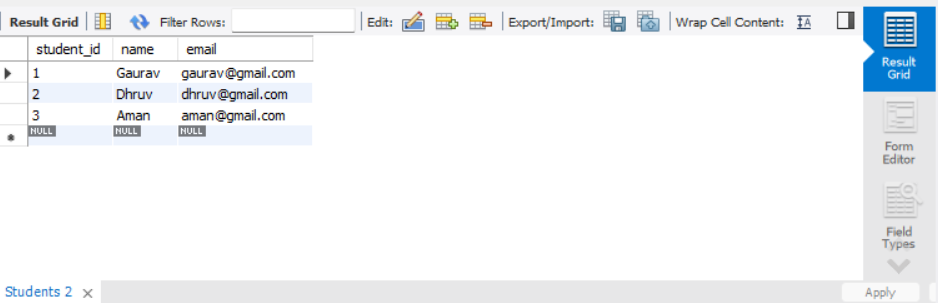 Result Grid Filter Rows: Edit: Export/Import: Wrap Cell Content: IA
student_id name email
1 Gaurav gaurav@gmail.com
2 Dhruv dhruv@gmail.com
3 Aman aman@gmail.com
NULL NULL NULL
Result
Grid
Form
Editor
Field
Types
Students 2 x
Apply